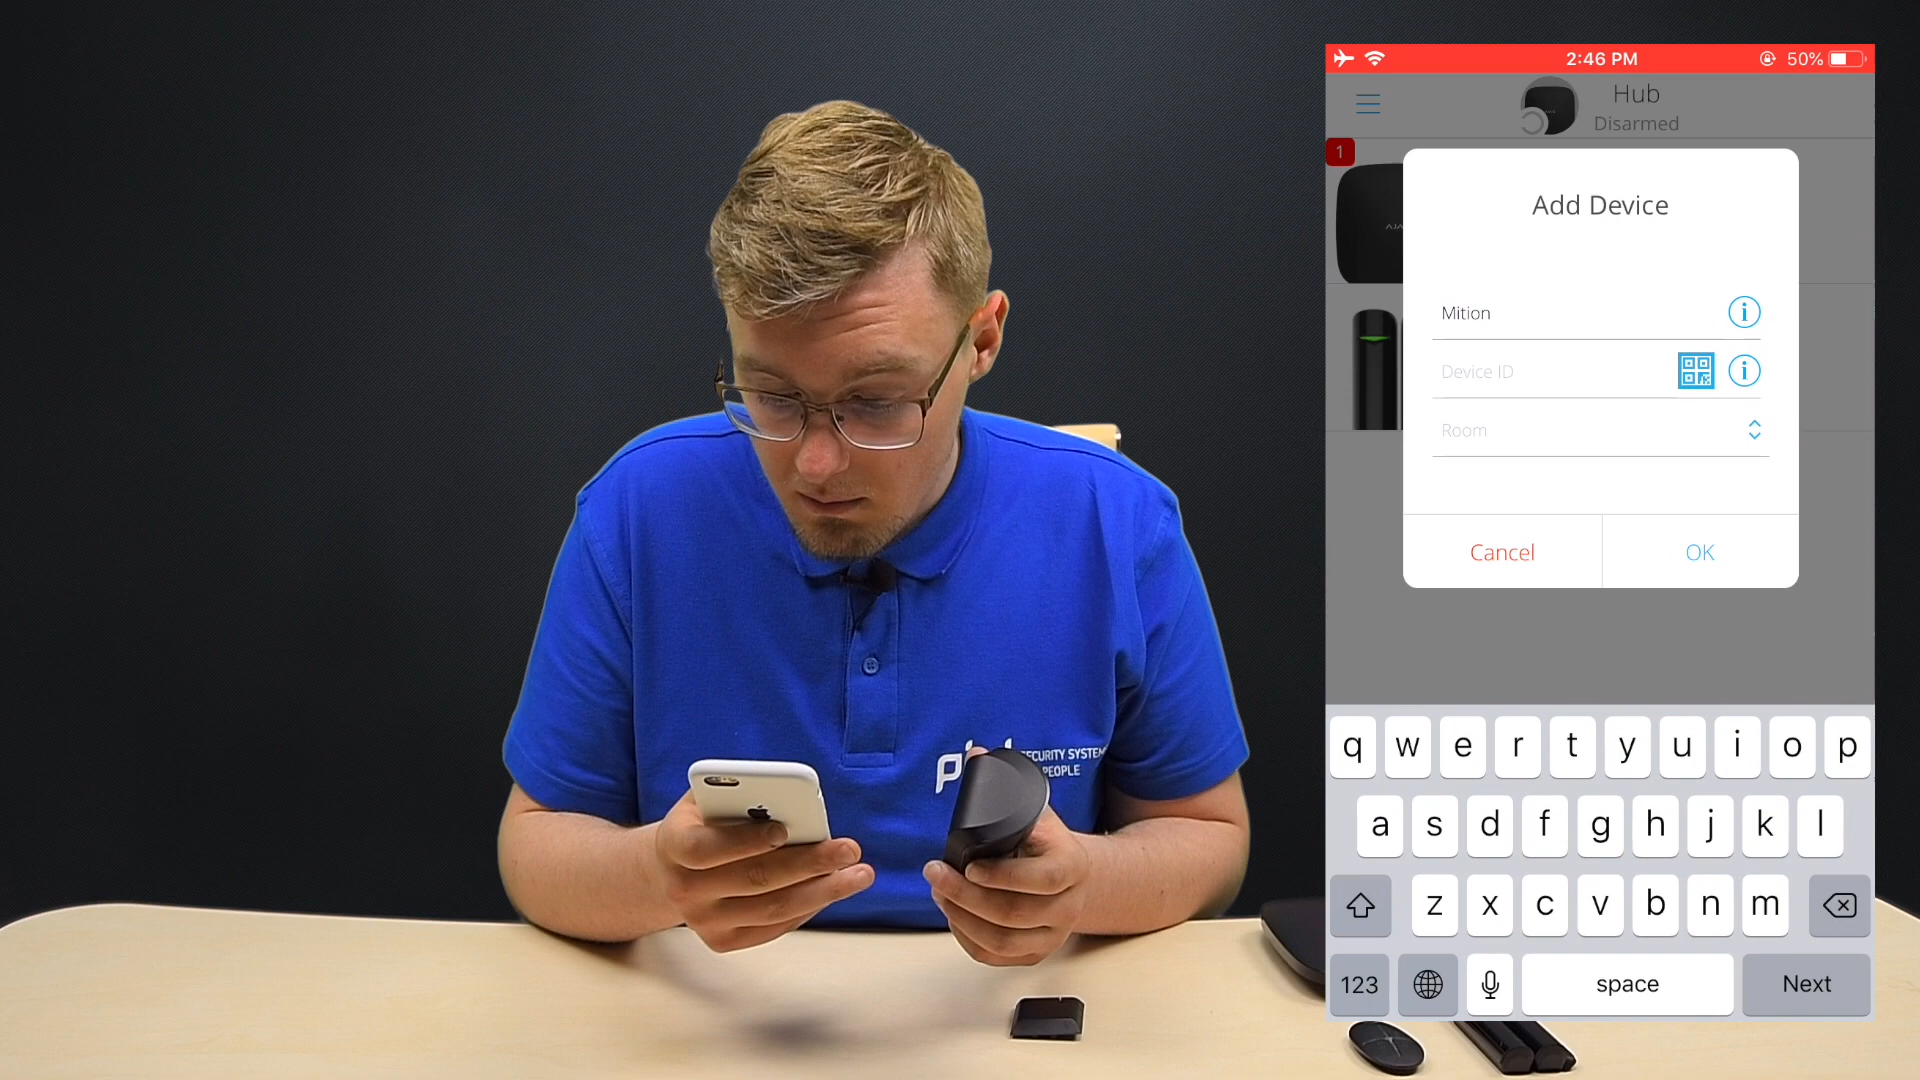 2:46 PM
50%
Hub
Disarmed
1
Add Device
Mition
i
Device ID
i
Room
Cancel
OK
q w e r t y u i o p
a s d f g h j k l
z x c v b n m
123
space
Next
SECURITY SYSTEM
PEOPLE